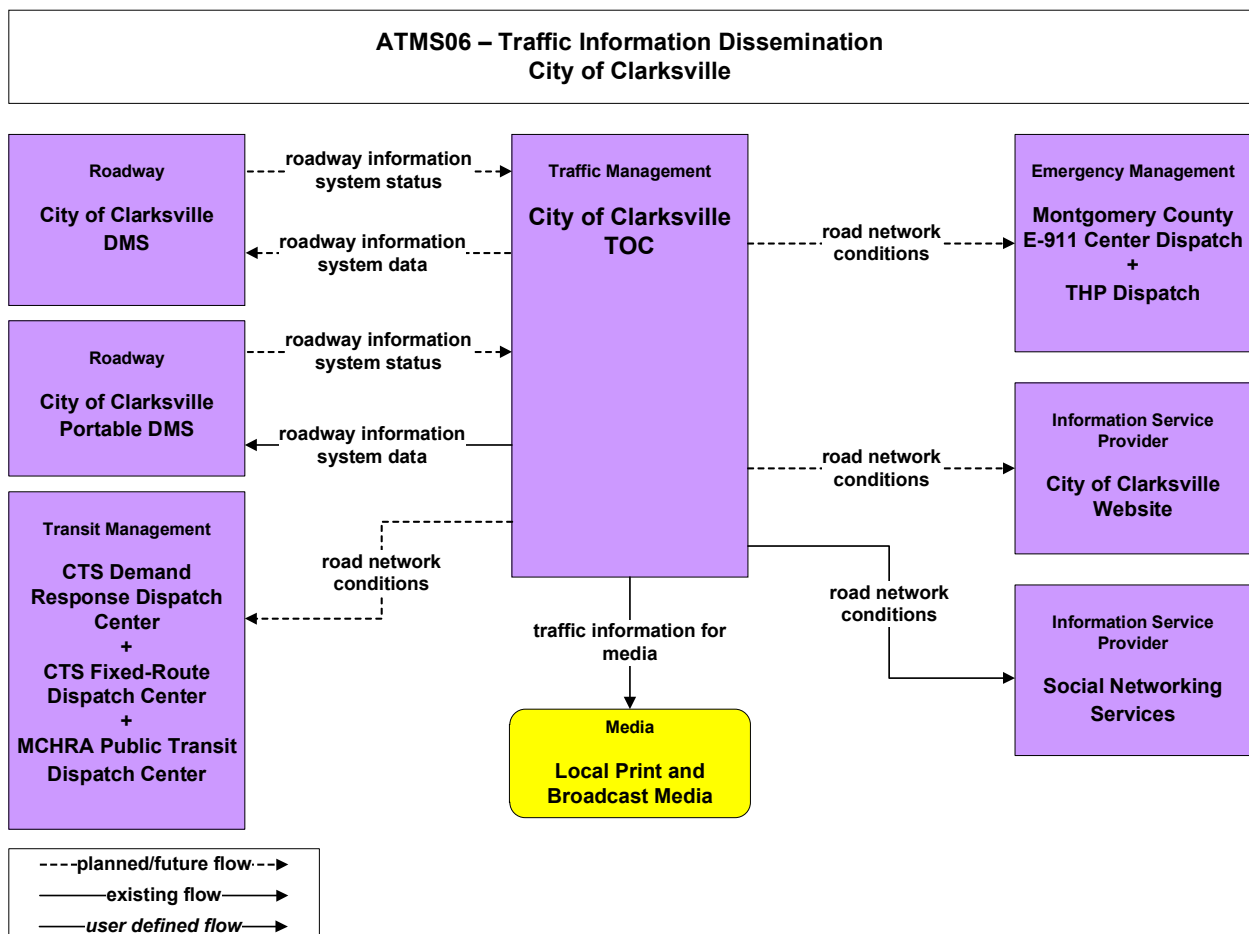 ATMS06 – Traffic Information Dissemination
City of Clarksville
Roadway
City of Clarksville
DMS
roadway information
system status
roadway information
system data
Roadway
City of Clarksville
Portable DMS
roadway information
system status
roadway information
system data
Transit Management
CTS Demand
Response Dispatch
Center
+
CTS Fixed-Route
Dispatch Center
+
MCHRA Public Transit
Dispatch Center
road network
conditions
Traffic Management
City of Clarksville
TOC
traffic information for
media
Media
Local Print and
Broadcast Media
road network
conditions
Emergency Management
Montgomery County
E-911 Center Dispatch
+
THP Dispatch
road network
conditions
Information Service
Provider
City of Clarksville
Website
road network
conditions
Information Service
Provider
Social Networking
Services
planned/future flow
existing flow
user defined flow